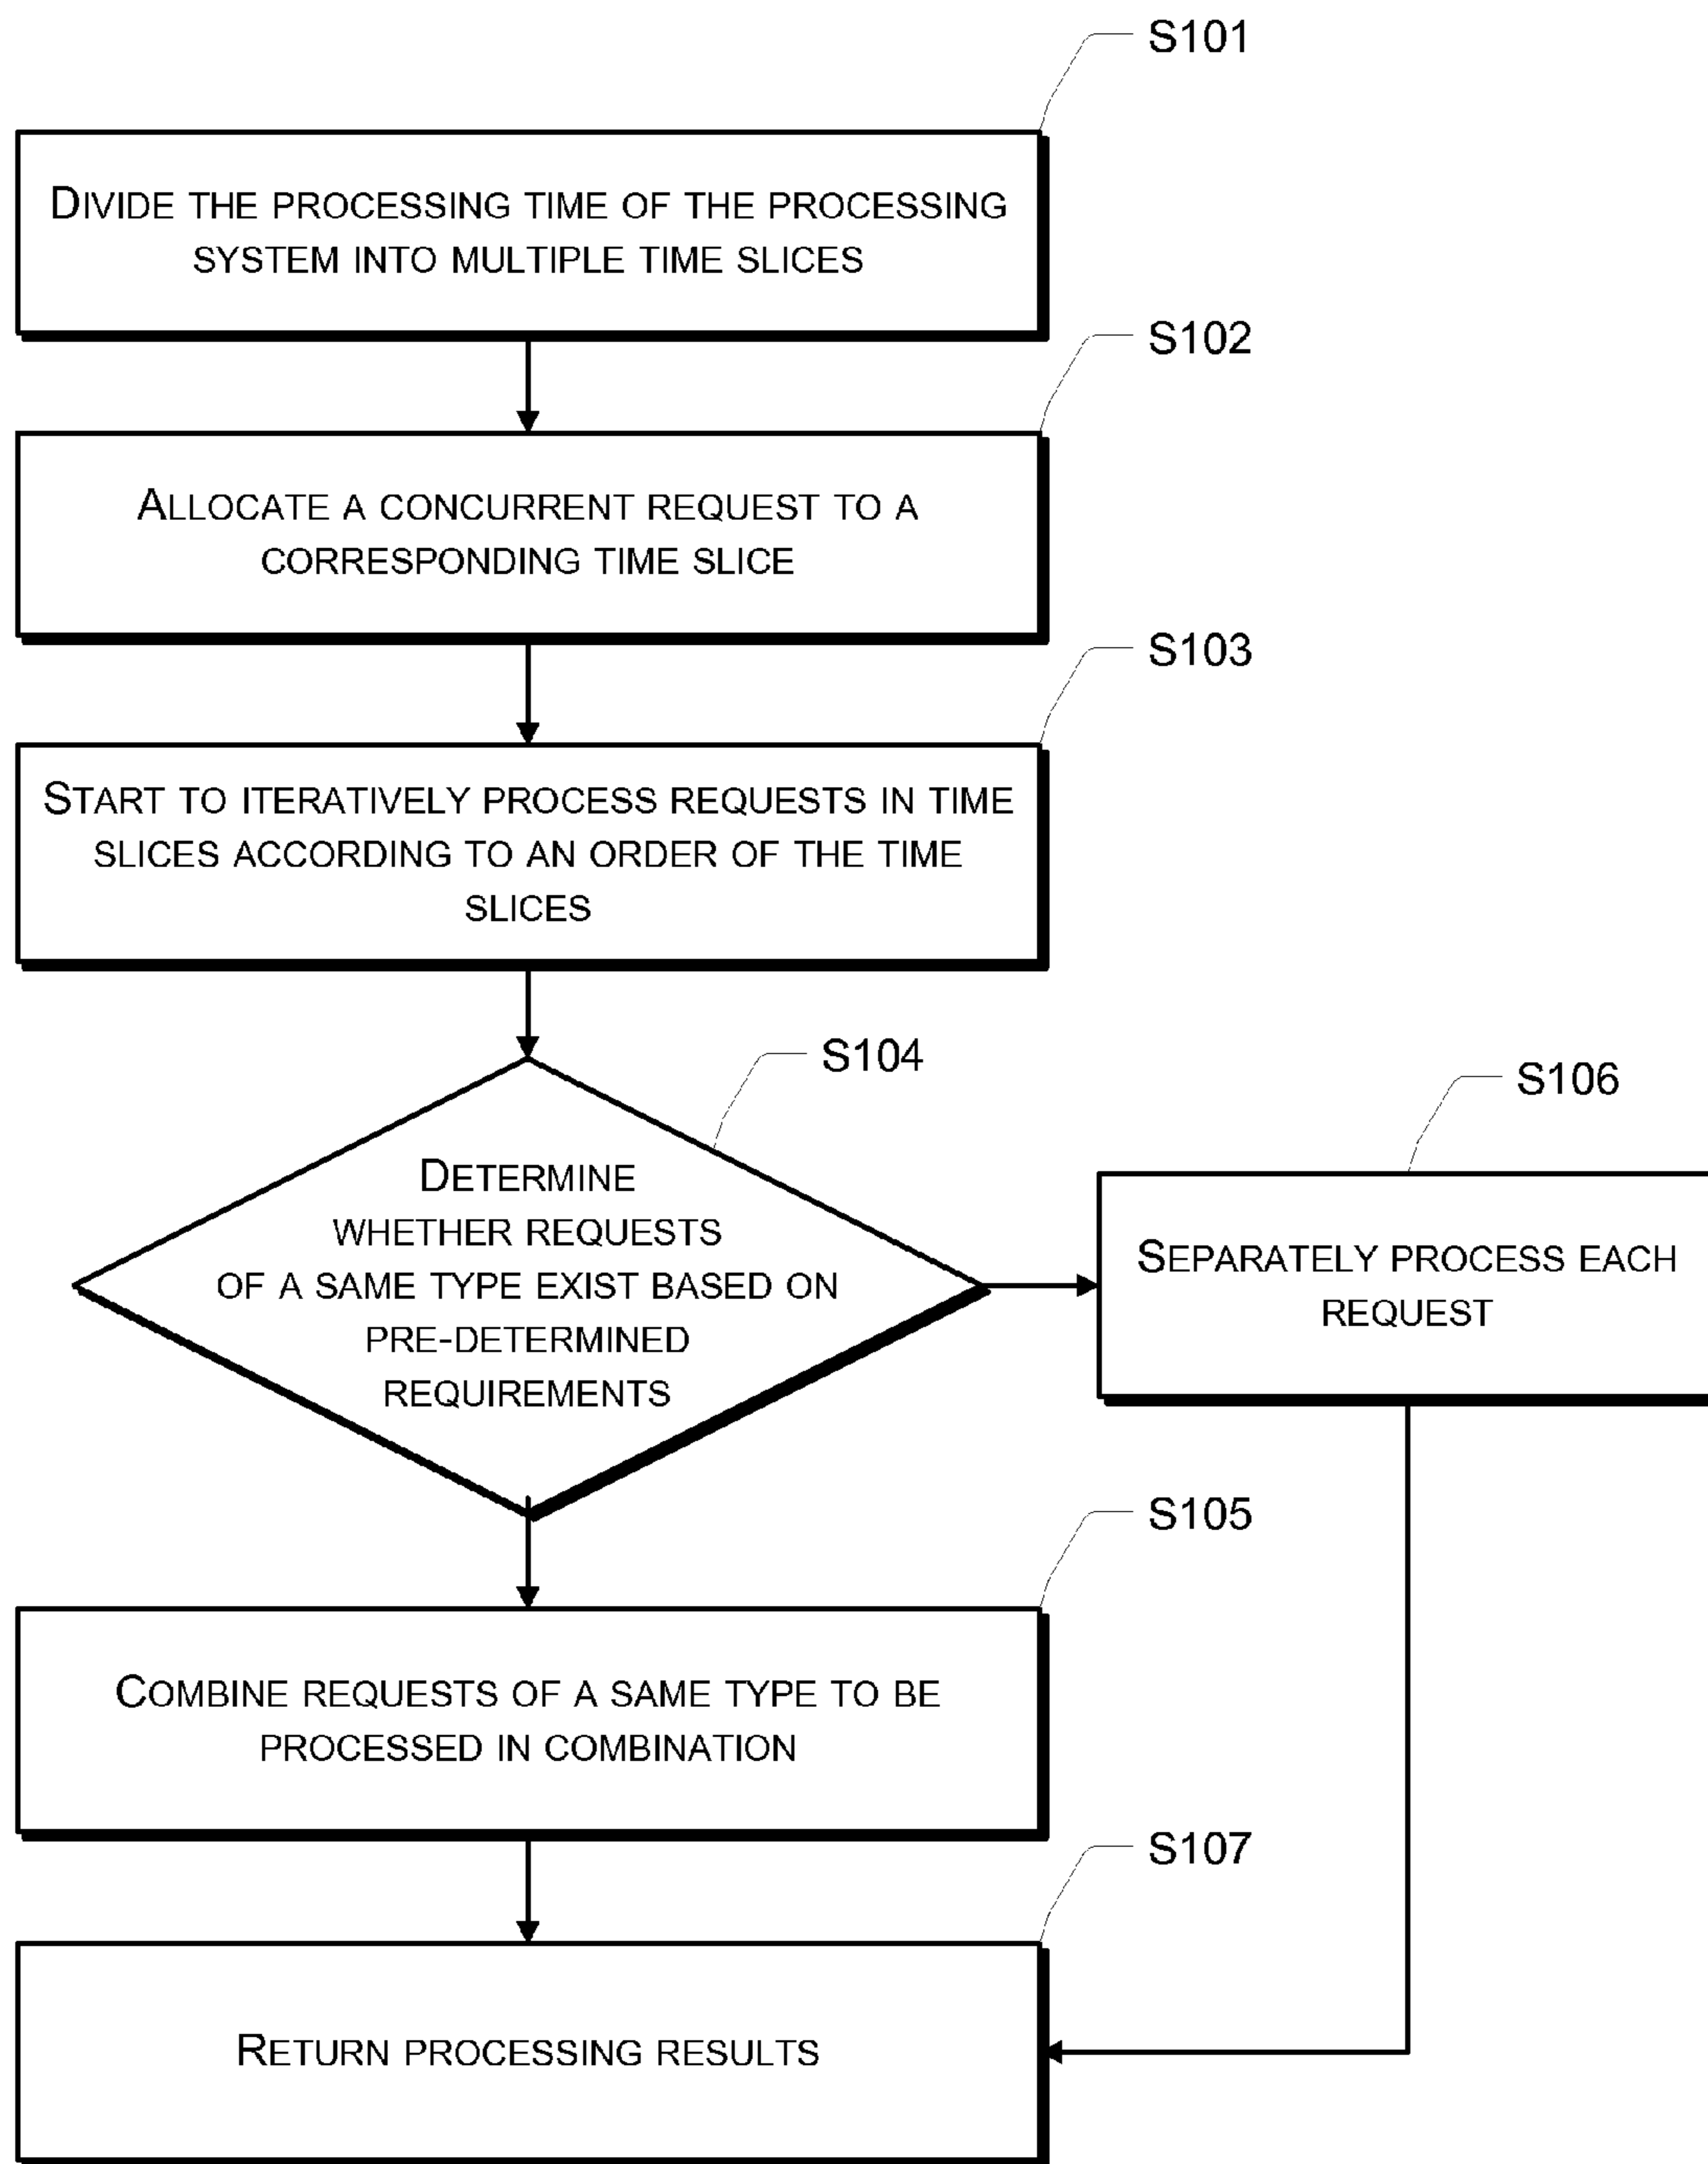 S101
DIVIDE THE PROCESSING TIME OF THE PROCESSING
SYSTEM INTO MULTIPLE TIME SLICES
S102
ALLOCATE A CONCURRENT REQUEST TO A
CORRESPONDING TIME SLICE
S103
START TO ITERATIVELY PROCESS REQUESTS IN TIME
SLICES ACCORDING TO AN ORDER OF THE TIME
SLICES
S104
DETERMINE
WHETHER REQUESTS
OF A SAME TYPE EXIST BASED ON
PRE-DETERMINED
REQUIREMENTS
S106
SEPARATELY PROCESS EACH
REQUEST
S105
COMBINE REQUESTS OF A SAME TYPE TO BE
PROCESSED IN COMBINATION
S107
RETURN PROCESSING RESULTS